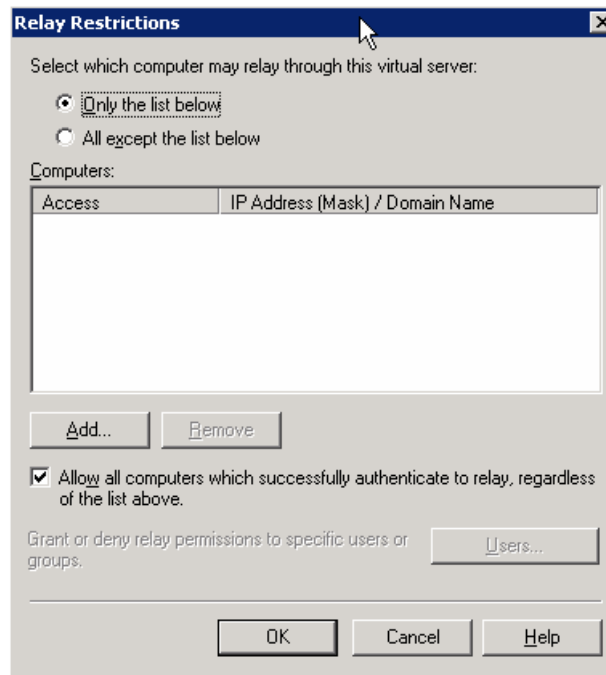 Relay Restrictions
Select which computer may relay through this virtual server:
Only the list below
All except the list below
Computers:
Access IP Address (Mask) / Domain Name
Add... Remove
Allow all computers which successfully authenticate to relay, regardless
of the list above.
Grant or deny relay permissions to specific users or
groups.
Users...
OK Cancel Help